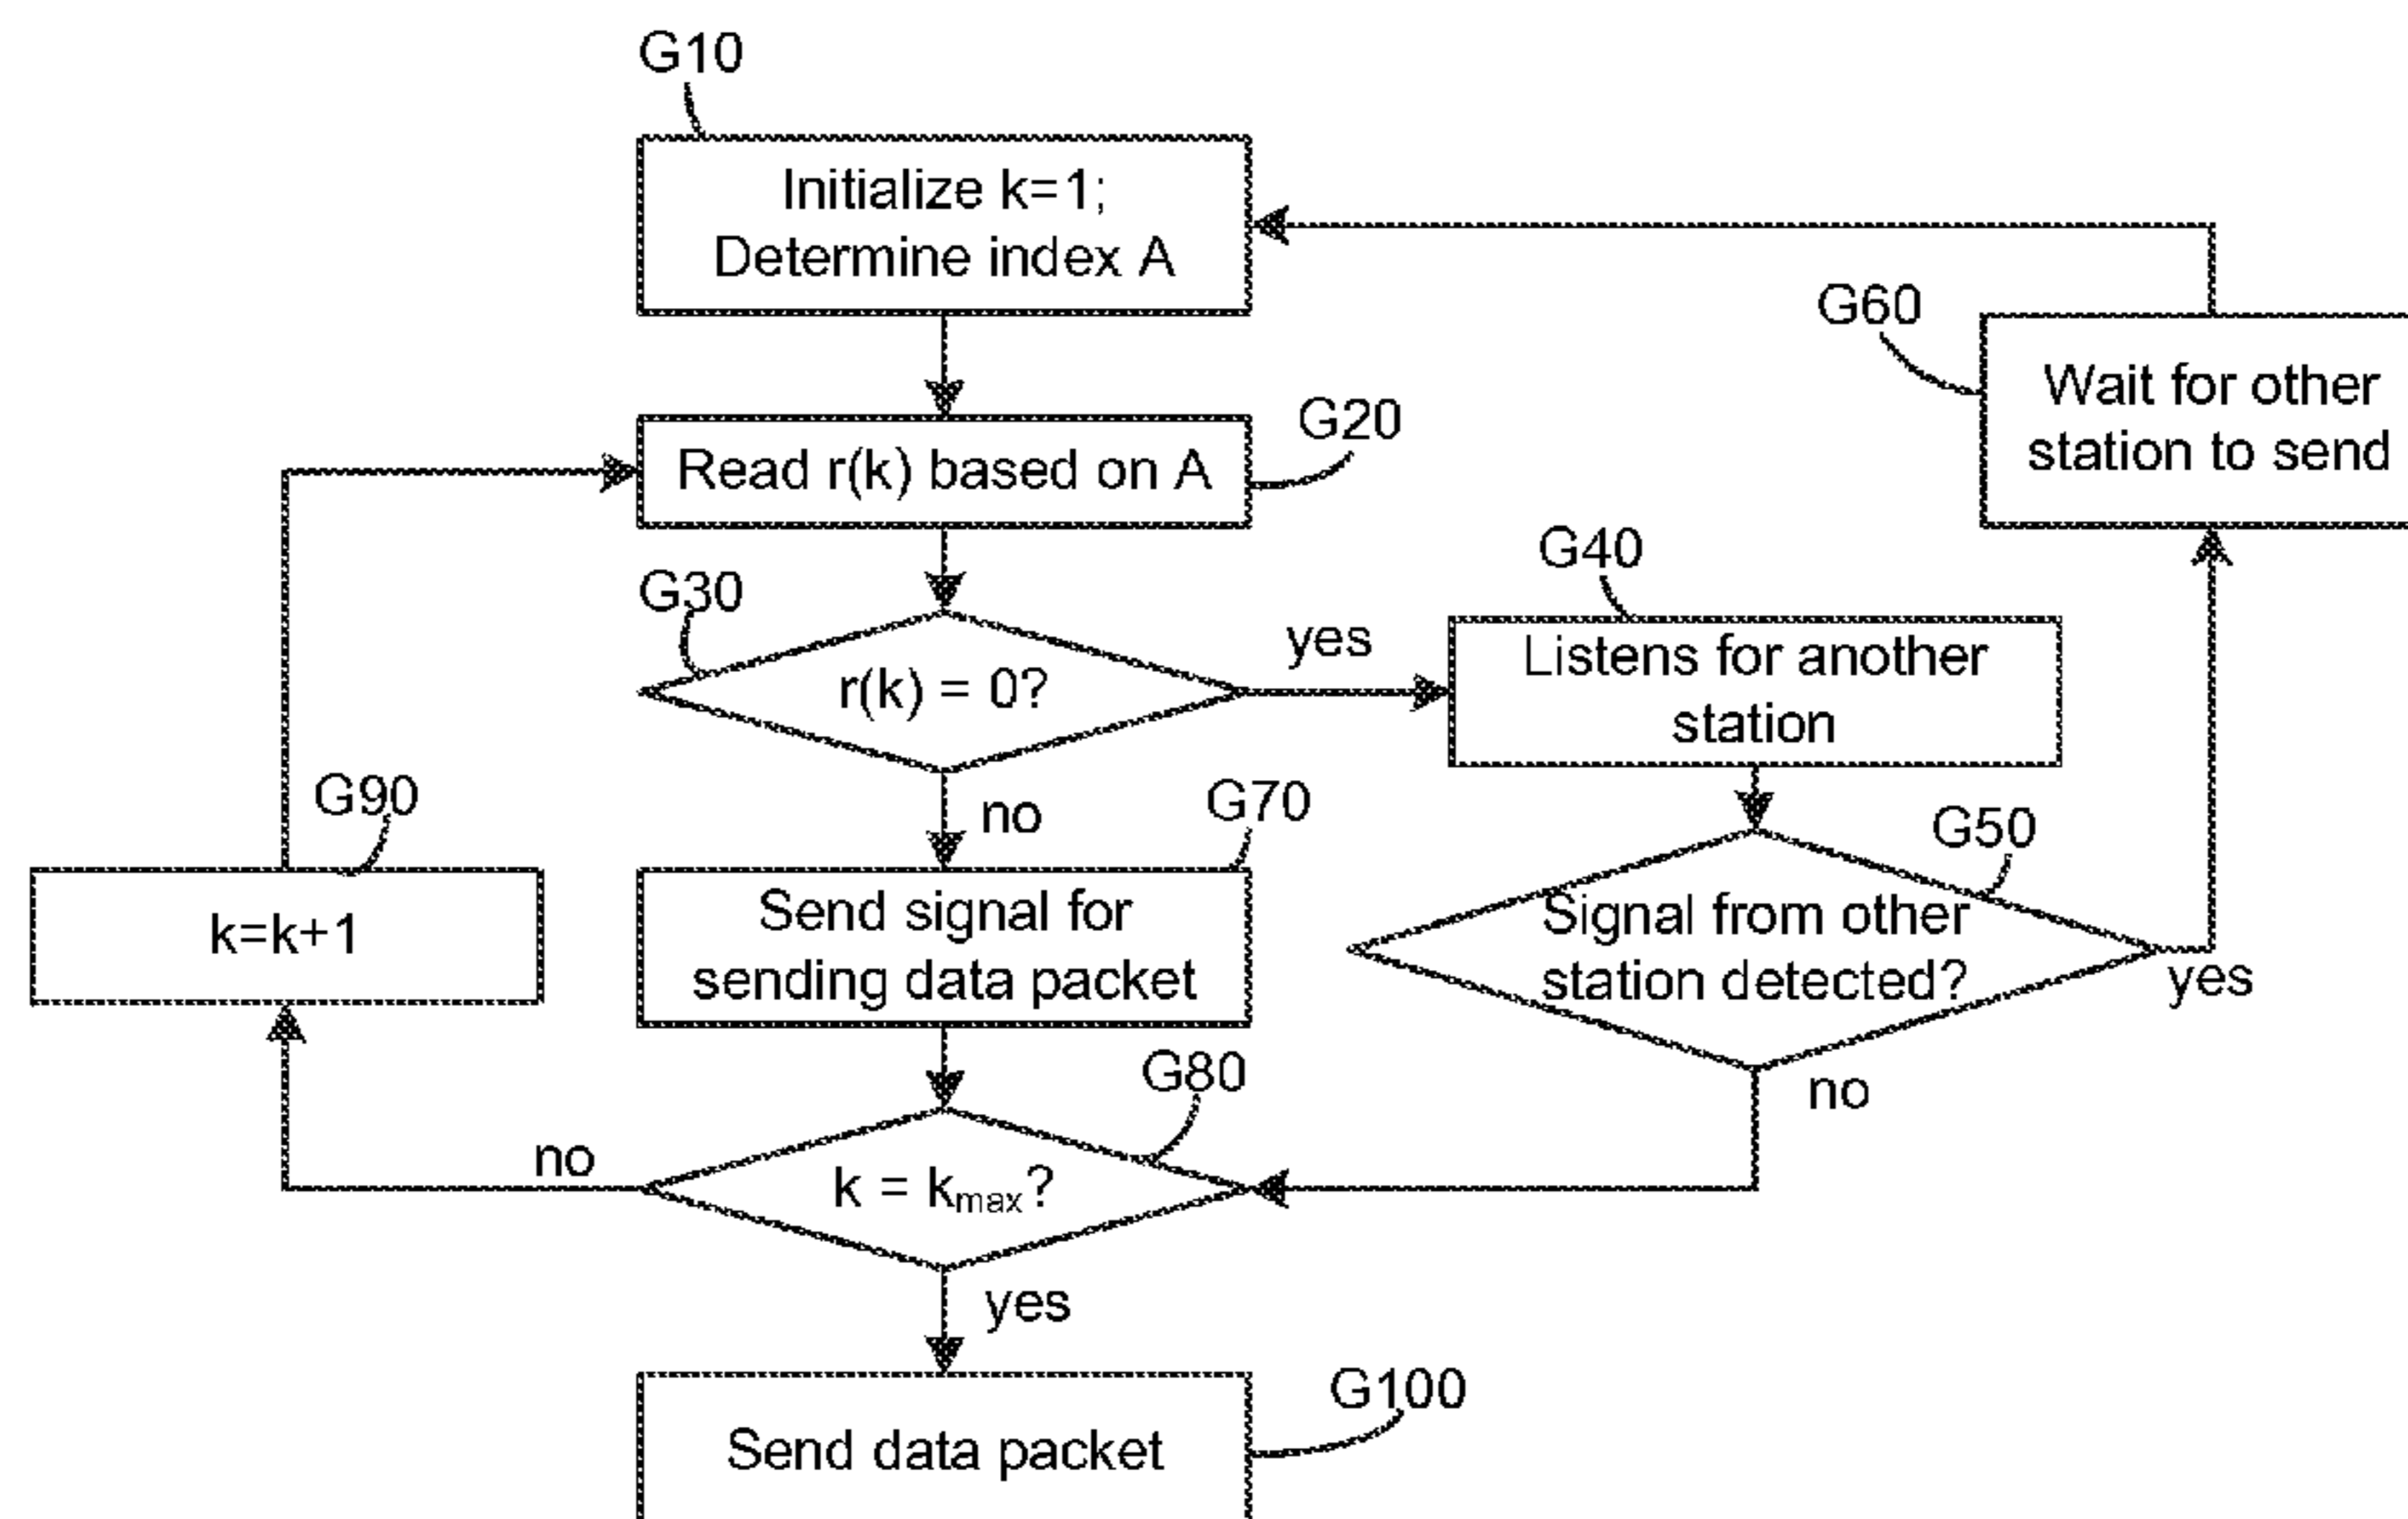 G10
Initialize k=1;
Determine index A
G60
Wait for other
station to send
G20
Read r(k) based on A
G40
Listens for another
station
G30
r(k) = 0?
yes
no
G90
k=k+1
G70
Send signal for
sending data packet
G50
Signal from other
station detected?
yes
no
G80
k = kmax?
no
yes
G100
Send data packet